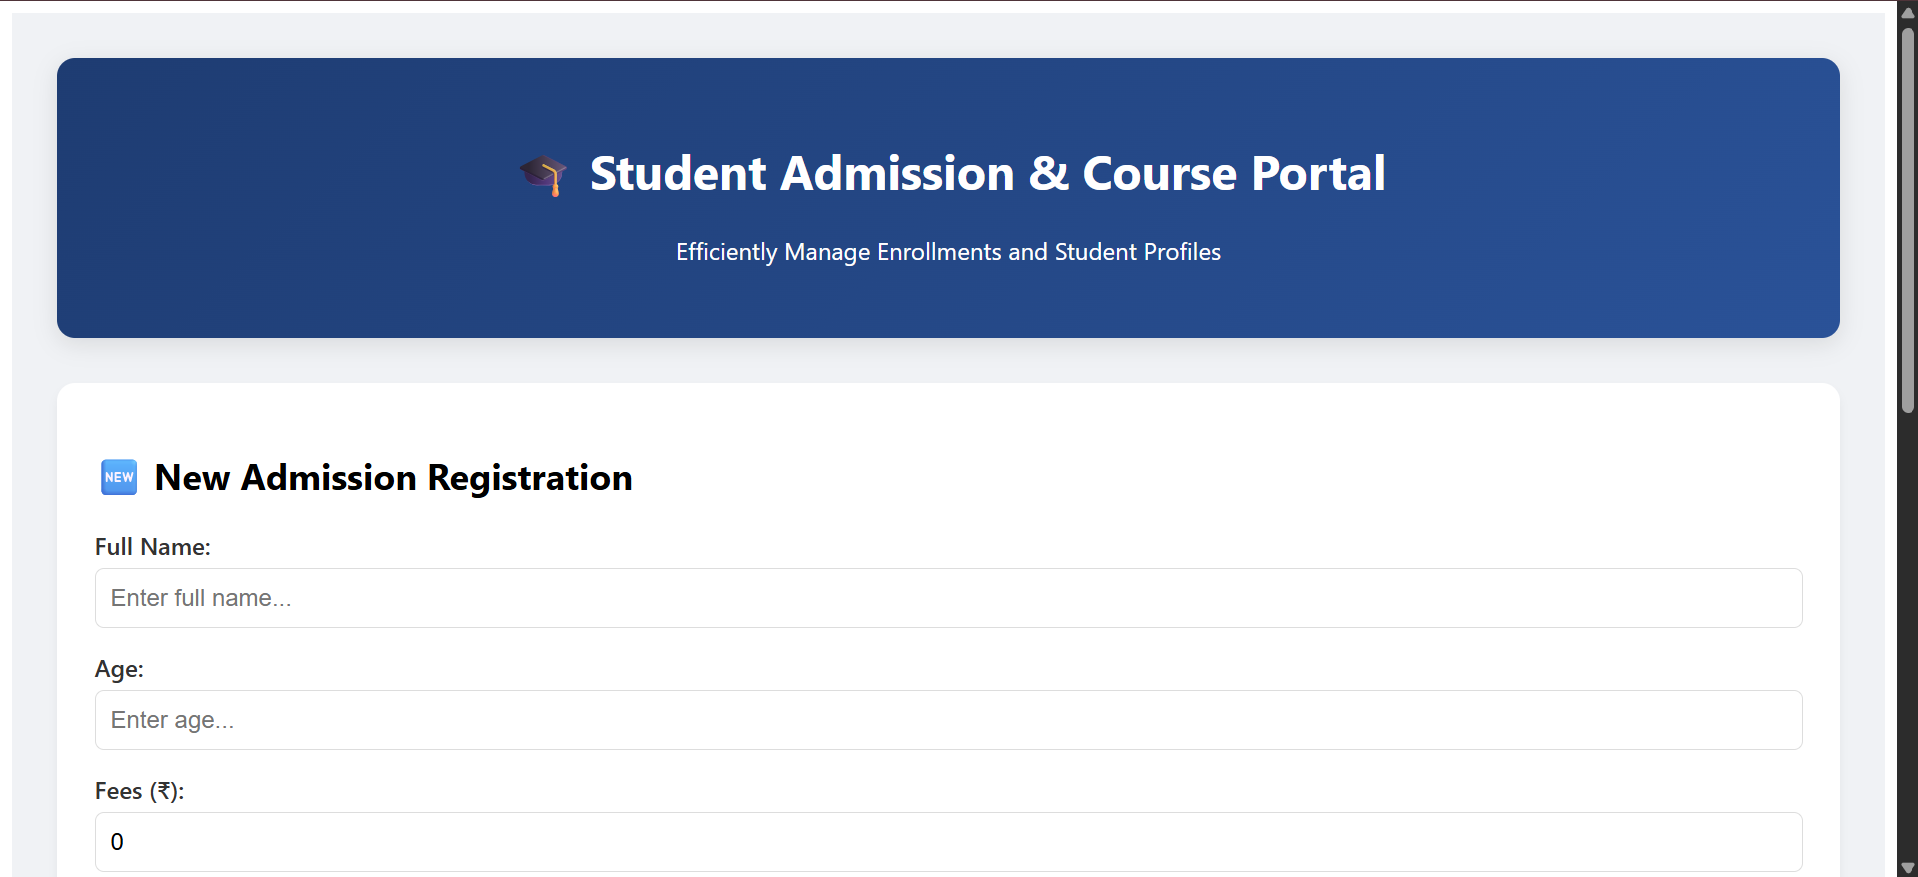 🎓 Student Admission & Course Portal
Efficiently Manage Enrollments and Student Profiles
🆕 New Admission Registration
Full Name:
Enter full name...
Age:
Enter age...
Fees (₹):
0